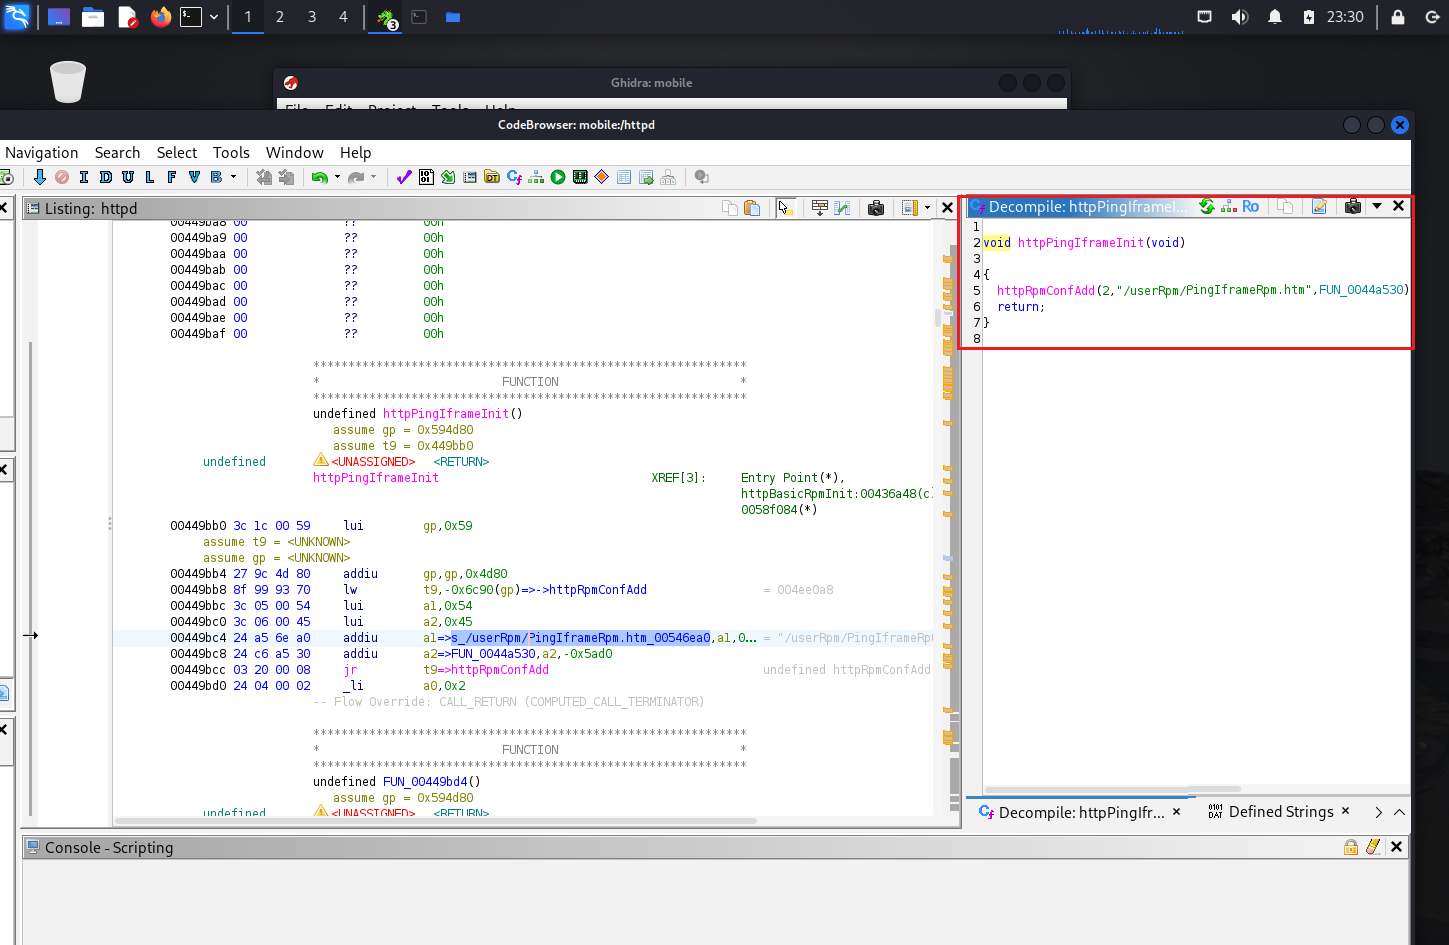 1 2 3 4
3
23:30
Ghidra: mobile
File Edit Project Tools Help
CodeBrowser: mobile:/httpd
Navigation Search Select Tools Window Help
I D U L F V B
Listing: httpd
00449ba8 00 ?? 00h
00449ba9 00 ?? 00h
00449baa 00 ?? 00h
00449bab 00 ?? 00h
00449bac 00 ?? 00h
00449bad 00 ?? 00h
00449bae 00 ?? 00h
00449baf 00 ?? 00h
**************************************************************
* FUNCTION *
**************************************************************
undefined httpPingIframeInit()
assume gp = 0x594d80
assume t9 = 0x449bb0
undefined <UNASSIGNED> <RETURN>
httpPingIframeInit XREF[3]: Entry Point(*),
httpBasicRpmInit:00436a48(c)
0058f084(*)
00449bb0 3c 1c 00 59 lui gp,0x59
assume t9 = <UNKNOWN>
assume gp = <UNKNOWN>
00449bb4 27 9c 4d 80 addiu gp,gp,0x4d80
00449bb8 8f 99 93 70 lw t9,-0x6c90(gp)=>->httpRpmConfAdd = 004ee0a8
00449bbc 3c 05 00 54 lui a1,0x54
00449bc0 3c 06 00 45 lui a2,0x45
00449bc4 24 a5 6e a0 addiu a1=>s_/userRpm/PingIframeRpm.htm_00546ea0,a1,0... = "/userRpm/PingIframeRp
00449bc8 24 c6 a5 30 addiu a2=>FUN_0044a530,a2,-0x5ad0
00449bcc 03 20 00 08 jr t9=>httpRpmConfAdd undefined httpRpmConfAdd
00449bd0 24 04 00 02 _li a0,0x2
-- Flow Override: CALL_RETURN (COMPUTED_CALL_TERMINATOR)
**************************************************************
* FUNCTION *
**************************************************************
undefined FUN_00449bd4()
assume gp = 0x594d80
undefined <UNASSIGNED> <RETURN>
Decompile: httpPingIframeI... Ro
1
2 void httpPingIframeInit(void)
3
4 {
5 httpRpmConfAdd(2,"/userRpm/PingIframeRpm.htm",FUN_0044a530)
6 return;
7 }
8
Decompile: httpPingIfr... × Defined Strings ×
Console - Scripting